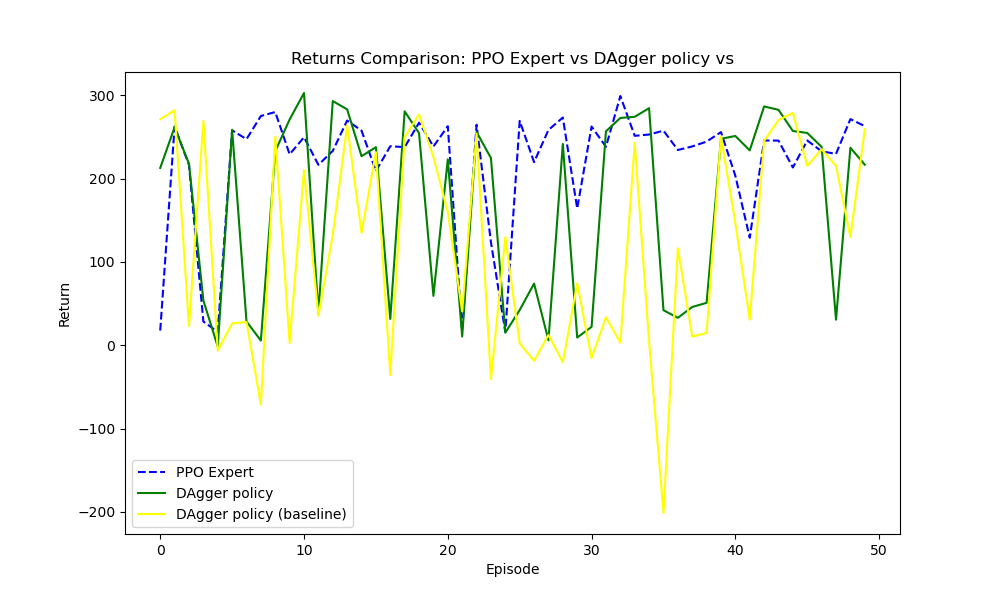 Returns Comparison: PPO Expert vs DAgger policy vs
300
200
100
0
−100
−200
Return
PPO Expert
DAgger policy
DAgger policy (baseline)
0 10 20 30 40 50
Episode